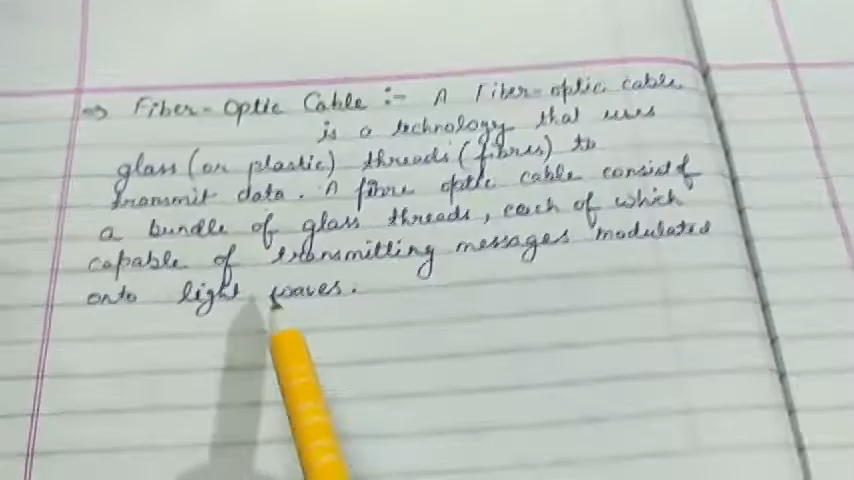 ⇒ Fiber-Optic Cable :- A Fiber-optic cable
is a technology that uses
glass (or plastic) threads (fibres) to
transmit data. A fibre optic cable consist of
a bundle of glass threads, each of which
capable of transmitting messages modulated
onto light waves.